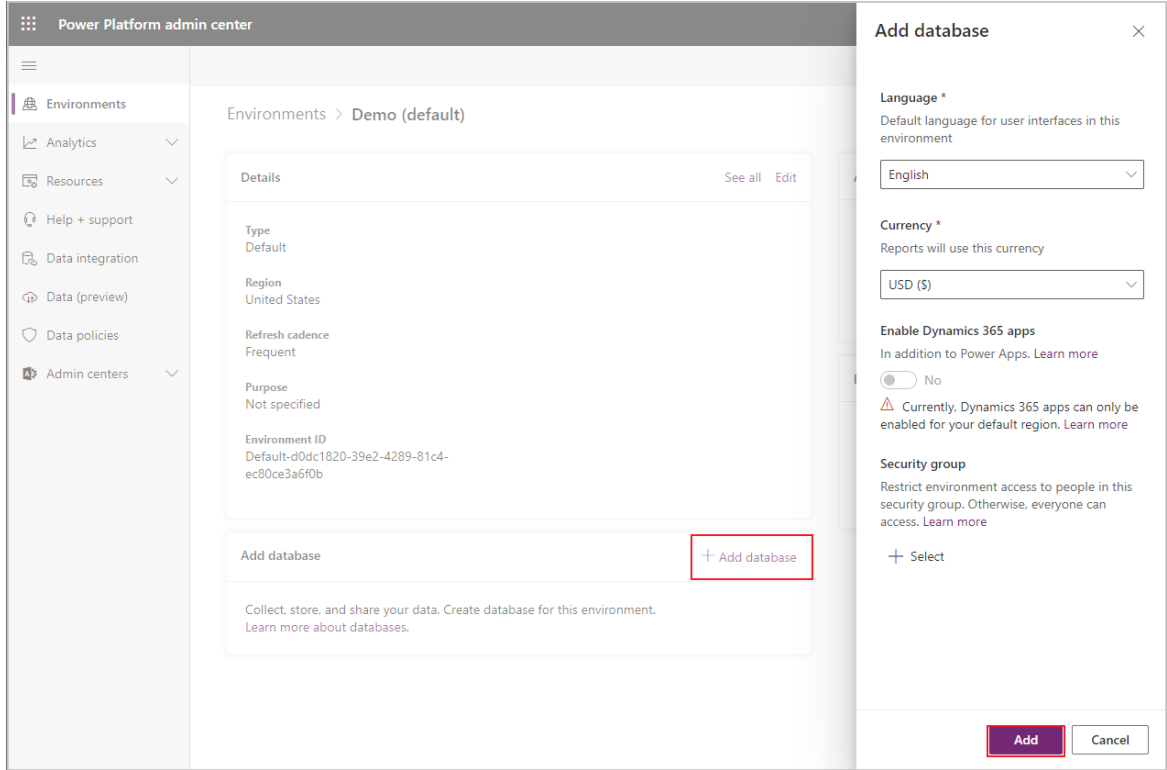 Power Platform admin center
Environments
Analytics
Resources
Help + support
Data integration
Data (preview)
Data policies
Admin centers
Environments > Demo (default)
Details
See all Edit
Type
Default
Region
United States
Refresh cadence
Frequent
Purpose
Not specified
Environment ID
Default-d0dc1820-39e2-4289-81c4-
ec80ce3a6f0b
Add database
+ Add database
Collect, store, and share your data. Create database for this environment.
Learn more about databases.
Add database
Language *
Default language for user interfaces in this
environment
English
Currency *
Reports will use this currency
USD ($)
Enable Dynamics 365 apps
In addition to Power Apps. Learn more
No
Currently, Dynamics 365 apps can only be
enabled for your default region. Learn more
Security group
Restrict environment access to people in this
security group. Otherwise, everyone can
access. Learn more
+ Select
Add
Cancel